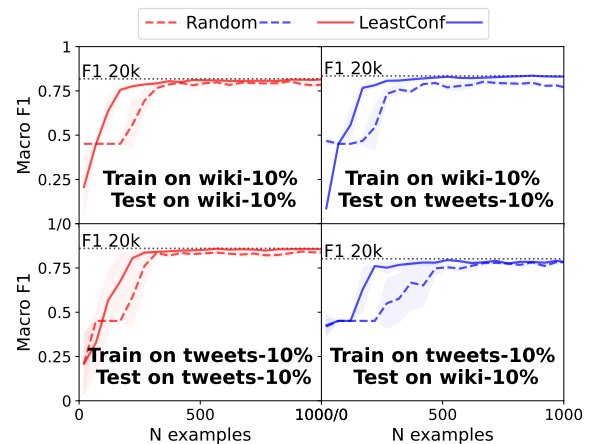 Random LeastConf
1
F1 20k F1 20k
0.75
Macro F1
0.5
0.25
Train on wiki-10% Train on wiki-10%
Test on wiki-10% Test on tweets-10%
1/0
F1 20k F1 20k
0.75
Macro F1
0.5
0.25
Train on tweets-10% Train on tweets-10%
Test on tweets-10% Test on wiki-10%
0
0 500 1000/0 500 1000
N examples N examples